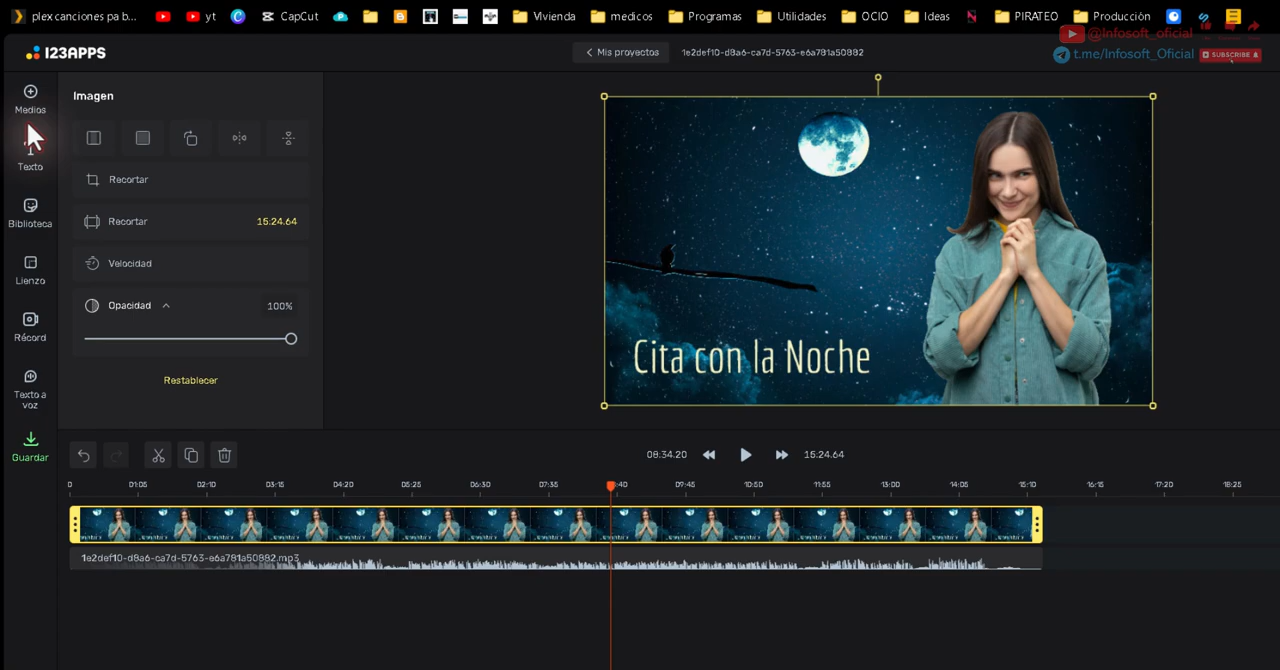 plex canciones pa b...
yt
CapCut
Vivienda
medicos
Programas
Utilidades
OCIO
Ideas
PIRATEO
Producciòn
@Infosoft_oficial
123APPS
Mis proyectos
1e2def10-d8a6-ca7d-5763-e6a781a50882
t.me/Infosoft_Oficial
SUBSCRIBE
Medios
Texto
Biblioteca
Lienzo
Récord
Texto a
voz
Guardar
Imagen
Recortar
Recortar
15:24.64
Velocidad
Opacidad
100%
Restablecer
Cita con la Noche
08:34.20
15:24.64
0
01:05
02:10
03:15
04:20
05:25
06:30
07:35
:40
09:45
10:50
11:55
13:00
14:05
15:10
16:15
17:20
18:25
1e2def10-d8a6-ca7d-5763-e6a781a50882.mp3